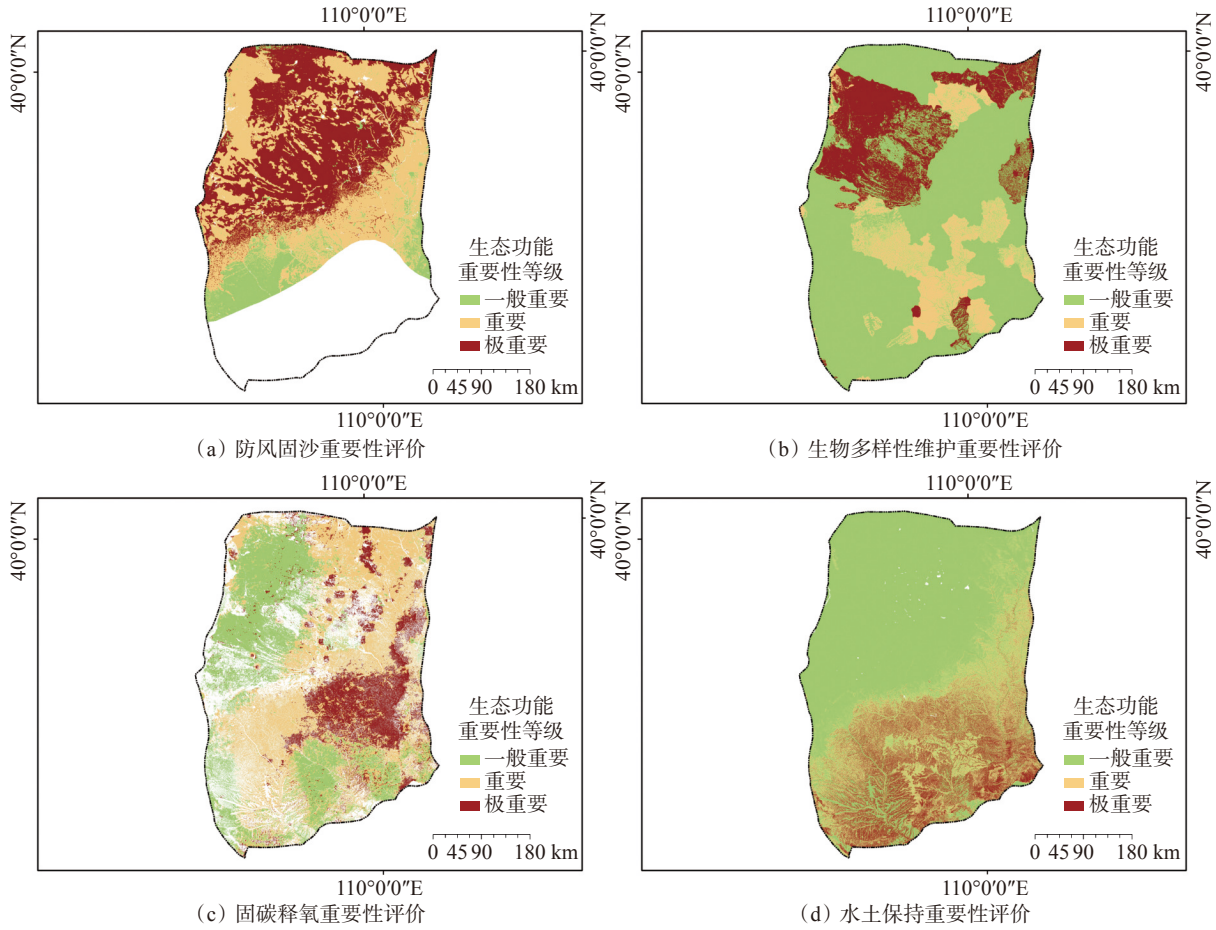 110°0′0″E
110°0′0″E
40°0′0″N
40°0′0″N
40°0′0″N
40°0′0″N
生态功能
重要性等级
一般重要
重要
极重要
0 45 90 180 km
生态功能
重要性等级
一般重要
重要
极重要
0 45 90 180 km
110°0′0″E
110°0′0″E
（a）防风固沙重要性评价
（b）生物多样性维护重要性评价
110°0′0″E
110°0′0″E
40°0′0″N
40°0′0″N
40°0′0″N
40°0′0″N
生态功能
重要性等级
一般重要
重要
极重要
0 45 90 180 km
生态功能
重要性等级
一般重要
重要
极重要
0 45 90 180 km
110°0′0″E
110°0′0″E
（c）固碳释氧重要性评价
（d）水土保持重要性评价